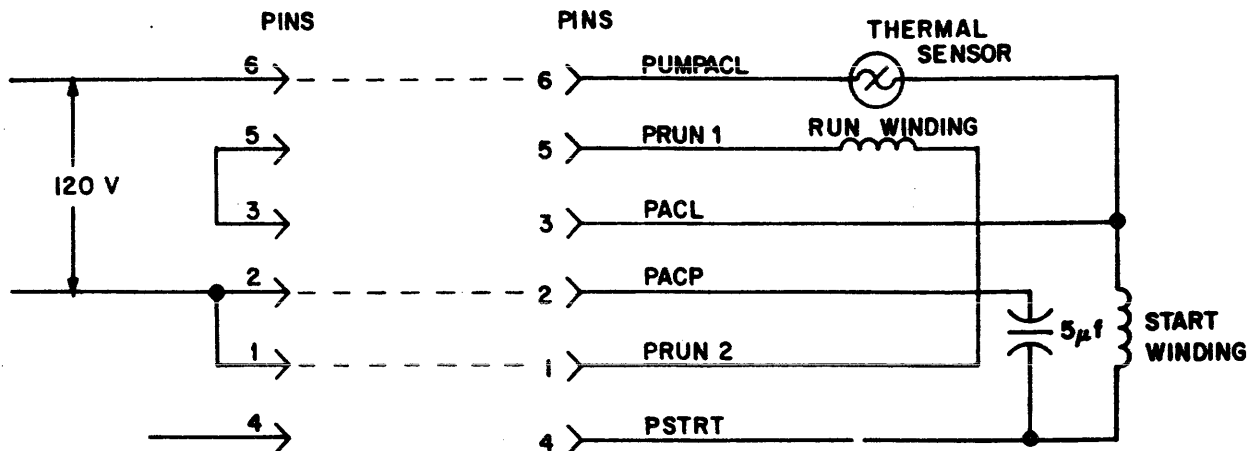 PINS PINS THERMAL
SENSOR
6 6 PUMPACL
5 5 PRUN 1 RUN WINDING
120 V
3 3 PACL
2 2 PACP
5μf START
WINDING
1 1 PRUN 2
4 4 PSTRT